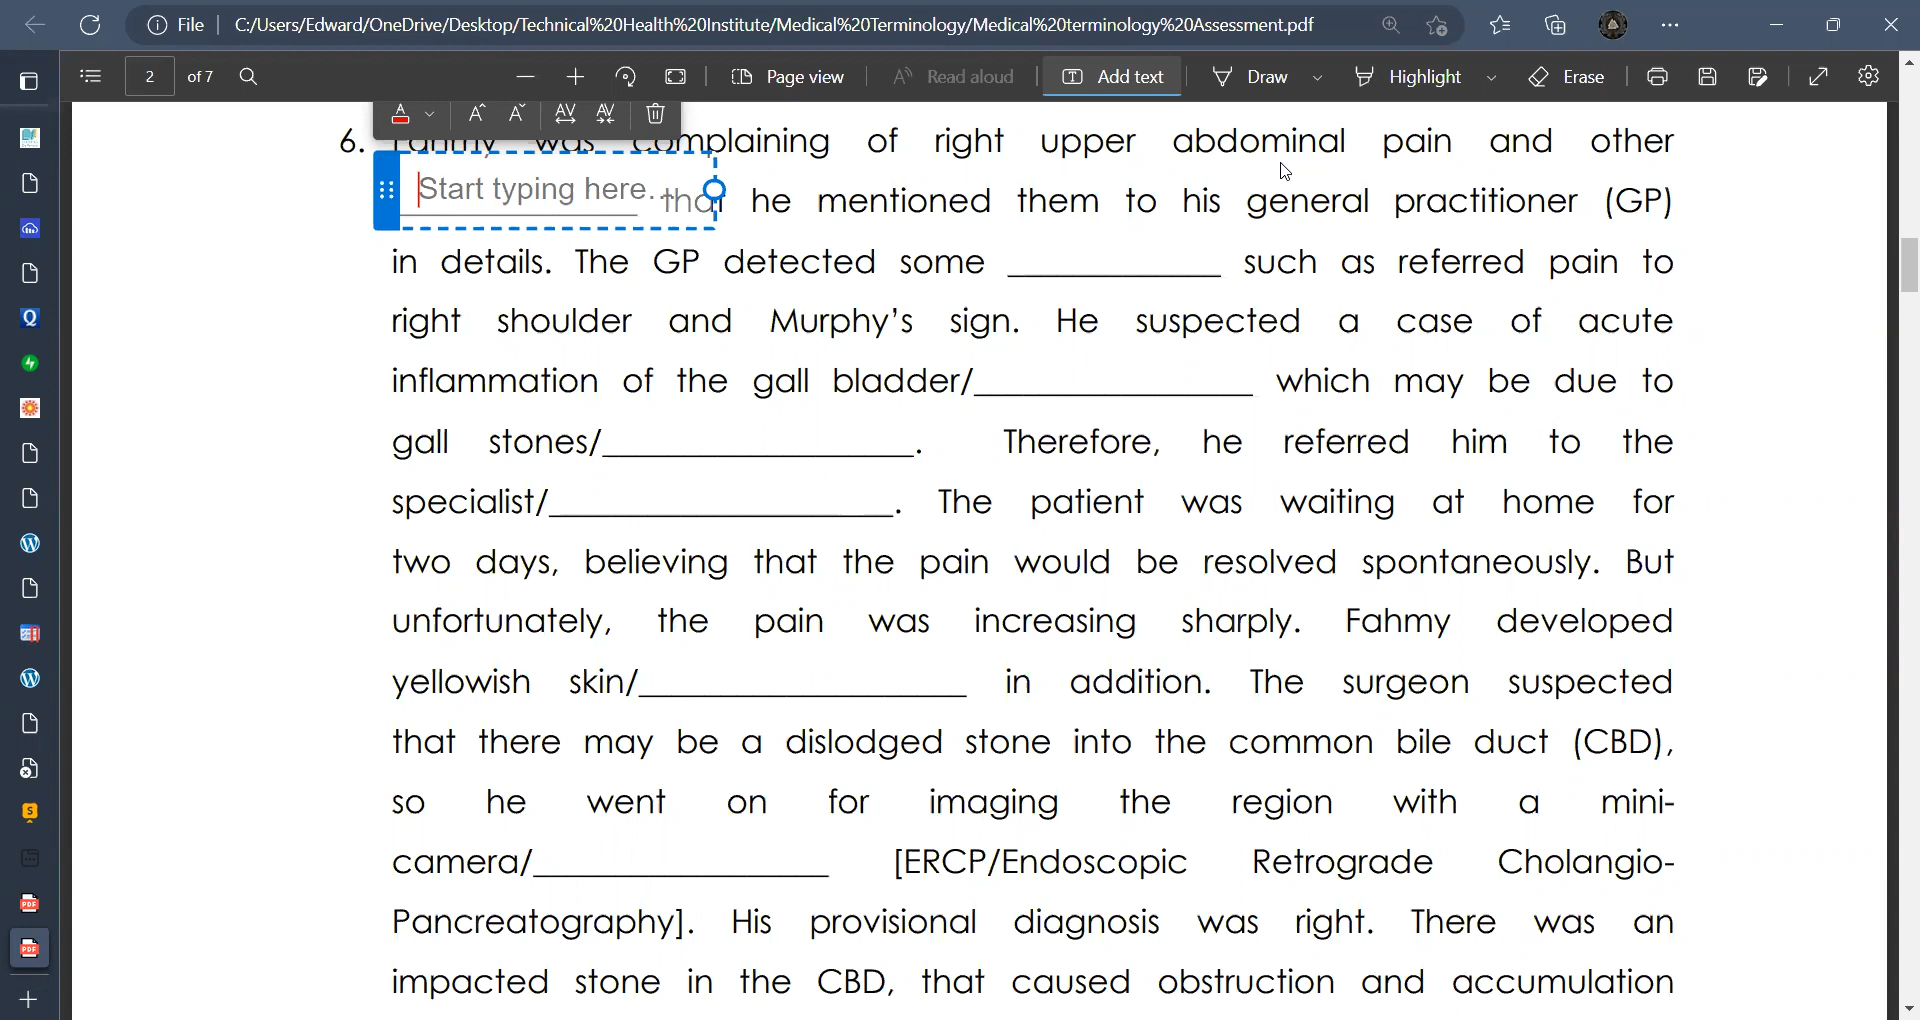 File C:/Users/Edward/OneDrive/Desktop/Technical%20Health%20Institute/Medical%20Terminology/Medical%20terminology%20Assessment.pdf
2 of 7 Page view Read aloud Add text Draw Highlight Erase
6. Fahmy was complaining of right upper abdominal pain and other
Start typing here... that he mentioned them to his general practitioner (GP)
in details. The GP detected some ____________ such as referred pain to
right shoulder and Murphy's sign. He suspected a case of acute
inflammation of the gall bladder/________________ which may be due to
gall stones/__________________. Therefore, he referred him to the
specialist/____________________. The patient was waiting at home for
two days, believing that the pain would be resolved spontaneously. But
unfortunately, the pain was increasing sharply. Fahmy developed
yellowish skin/___________________ in addition. The surgeon suspected
that there may be a dislodged stone into the common bile duct (CBD),
so he went on for imaging the region with a mini-
camera/_________________ [ERCP/Endoscopic Retrograde Cholangio-
Pancreatography]. His provisional diagnosis was right. There was an
impacted stone in the CBD, that caused obstruction and accumulation